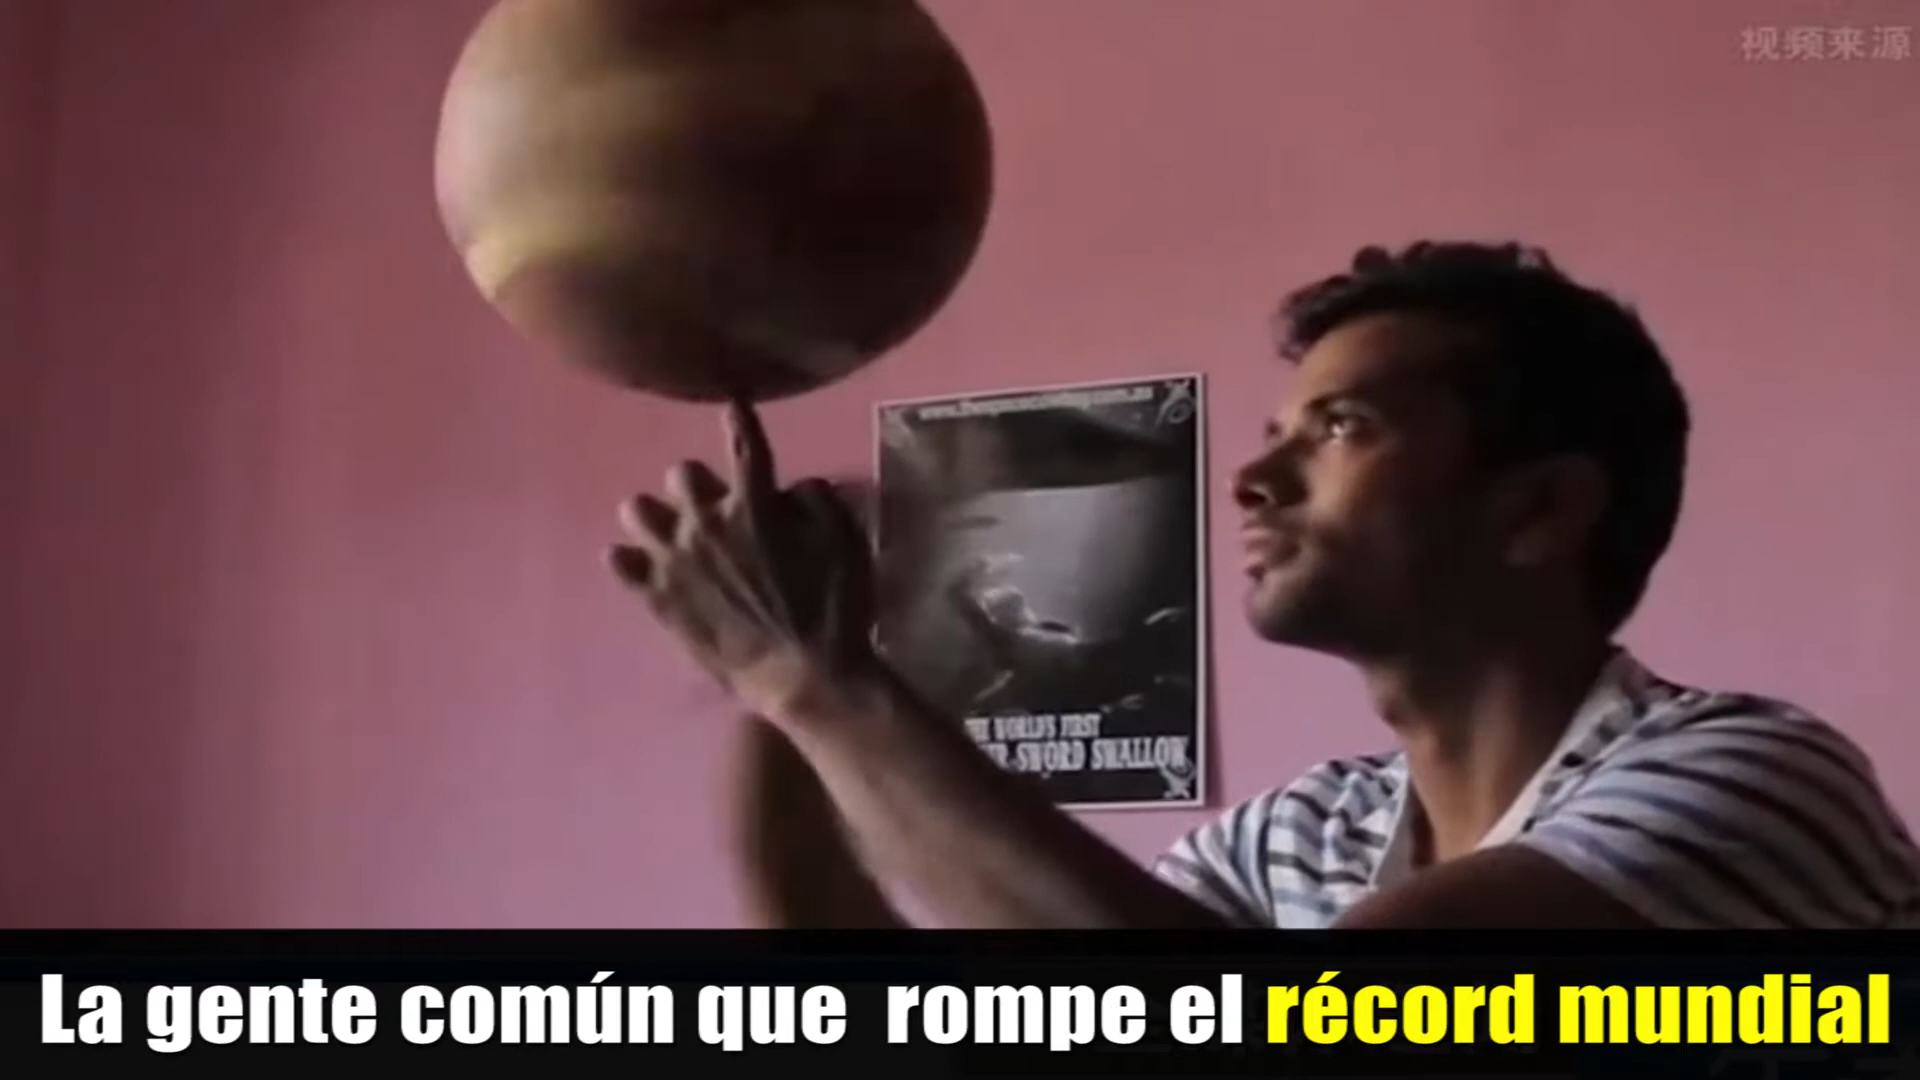 视频来源
THE WORLD'S FIRST
SWORD SWALLOW
La gente común que rompe el récord mundial